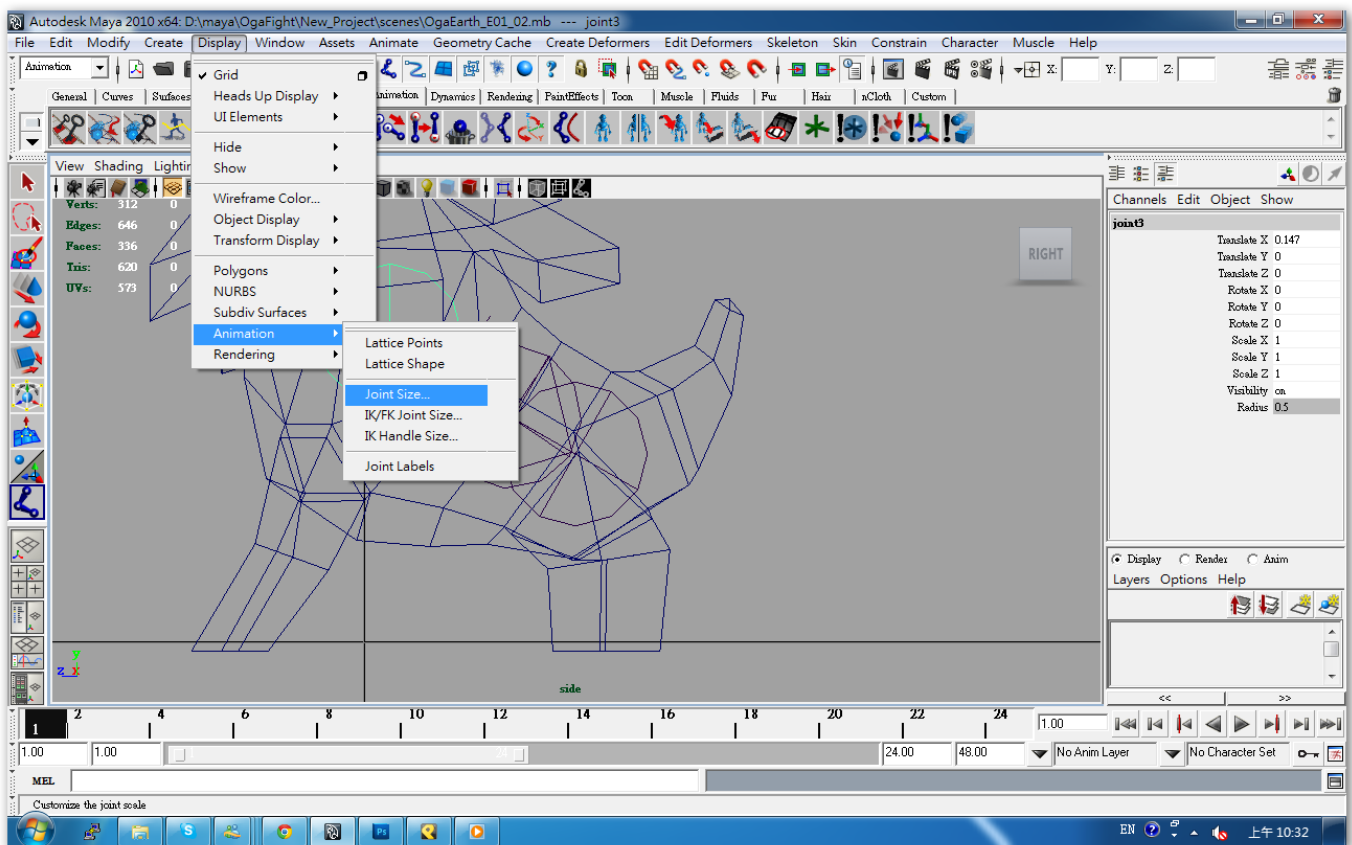 Autodesk Maya 2010 x64: D:\maya\OgaFight\New_Project\scenes\OgaEarth_E01_02.mb --- joint3
File Edit Modify Create Display Window Assets Animate Geometry Cache Create Deformers Edit Deformers Skeleton Skin Constrain Character Muscle Help
Animation
X:
Y:
Z:
General Curves Surfaces
Animation Dynamics Rendering PaintEffects Toon Muscle Fluids Fur Hair nCloth Custom
Grid
Heads Up Display
UI Elements
Hide
Show
Wireframe Color...
Object Display
Transform Display
Polygons
NURBS
Subdiv Surfaces
Animation
Rendering
Lattice Points
Lattice Shape
Joint Size...
IK/FK Joint Size...
IK Handle Size...
Joint Labels
View Shading
Verts: 312 0
Edges: 646 0
Faces: 336 0
Tris: 620 0
UVs: 573 0
RIGHT
y
z x
side
Channels Edit Object Show
joint3
Translate X 0.147
Translate Y 0
Translate Z 0
Rotate X 0
Rotate Y 0
Rotate Z 0
Scale X 1
Scale Y 1
Scale Z 1
Visibility on
Radius 0.5
Display Render Anim
Layers Options Help
<< >>
1 2 4 6 8 10 12 14 16 18 20 22 24
1.00
1.00 1.00 1 24 24.00 48.00 No Anim Layer No Character Set
MEL
Customize the joint scale
Ps
EN
上午 10:32